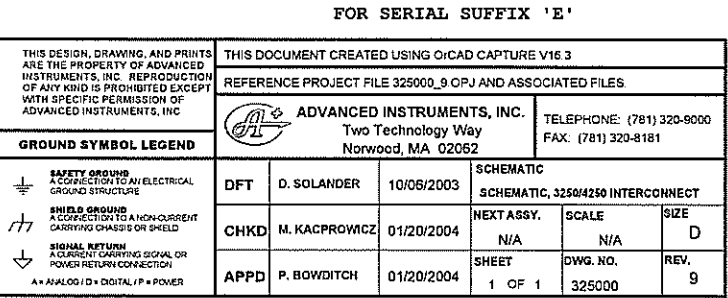 FOR SERIAL SUFFIX 'E'
THIS DESIGN, DRAWING, AND PRINTS
ARE THE PROPERTY OF ADVANCED
INSTRUMENTS, INC. REPRODUCTION
OF ANY KIND IS PROHIBITED EXCEPT
WITH SPECIFIC PERMISSION OF
ADVANCED INSTRUMENTS, INC
THIS DOCUMENT CREATED USING OrCAD CAPTURE V16.3
REFERENCE PROJECT FILE 325000_9.OPJ AND ASSOCIATED FILES.
ADVANCED INSTRUMENTS, INC.
Two Technology Way
Norwood, MA 02062
TELEPHONE: (781) 320-9000
FAX: (781) 320-8181
GROUND SYMBOL LEGEND
SAFETY GROUND
A CONNECTION TO AN ELECTRICAL
GROUND STRUCTURE
SHIELD GROUND
A CONNECTION TO A NON-CURRENT
CARRYING CHASSIS OR SHIELD
SIGNAL RETURN
A CURRENT CARRYING SIGNAL OR
POWER RETURN CONNECTION
A = ANALOG / D = DIGITAL / P = POWER
DFT D. SOLANDER 10/06/2003
SCHEMATIC
SCHEMATIC, 3250/4250 INTERCONNECT
CHKD M. KACPROWICZ 01/20/2004
NEXT ASSY. SCALE SIZE
N/A N/A D
APPD P. BOWDITCH 01/20/2004
SHEET DWG. NO. REV.
1 OF 1 325000 9